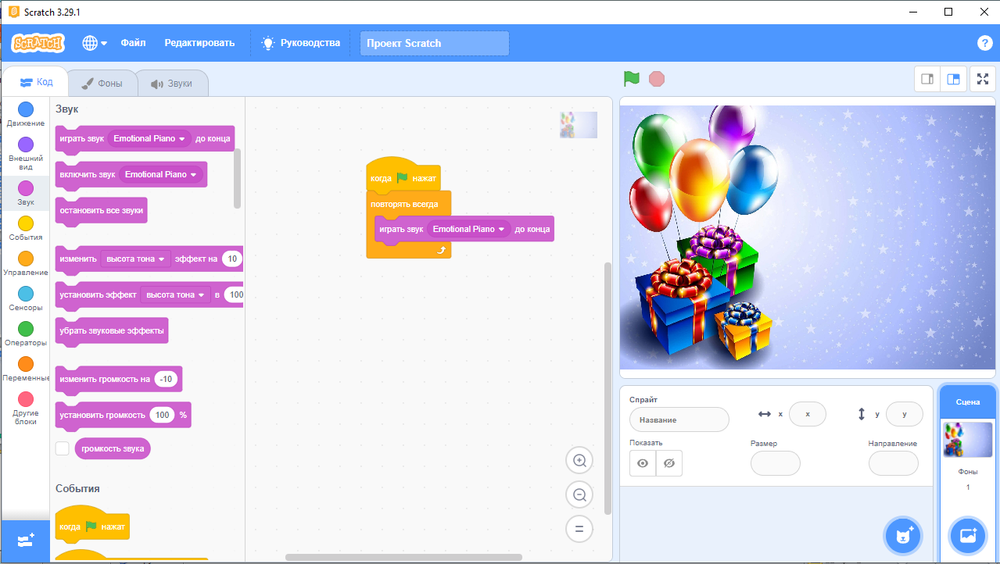 Scratch 3.29.1
SCRATCH
Файл
Редактировать
Руководства
Проект Scratch
?
Код
Фоны
Звуки
Движение
Внешний
вид
Звук
События
Управление
Сенсоры
Операторы
Переменные
Другие
блоки
Звук
играть звук Emotional Piano до конца
включить звук Emotional Piano
остановить все звуки
изменить высота тона эффект на 10
установить эффект высота тона в 100
убрать звуковые эффекты
изменить громкость на -10
установить громкость 100 %
громкость звука
События
когда нажат
когда нажат
повторять всегда
играть звук Emotional Piano до конца
Спрайт
Название
x x
y y
Показать
Размер
Направление
Сцена
Фоны
1